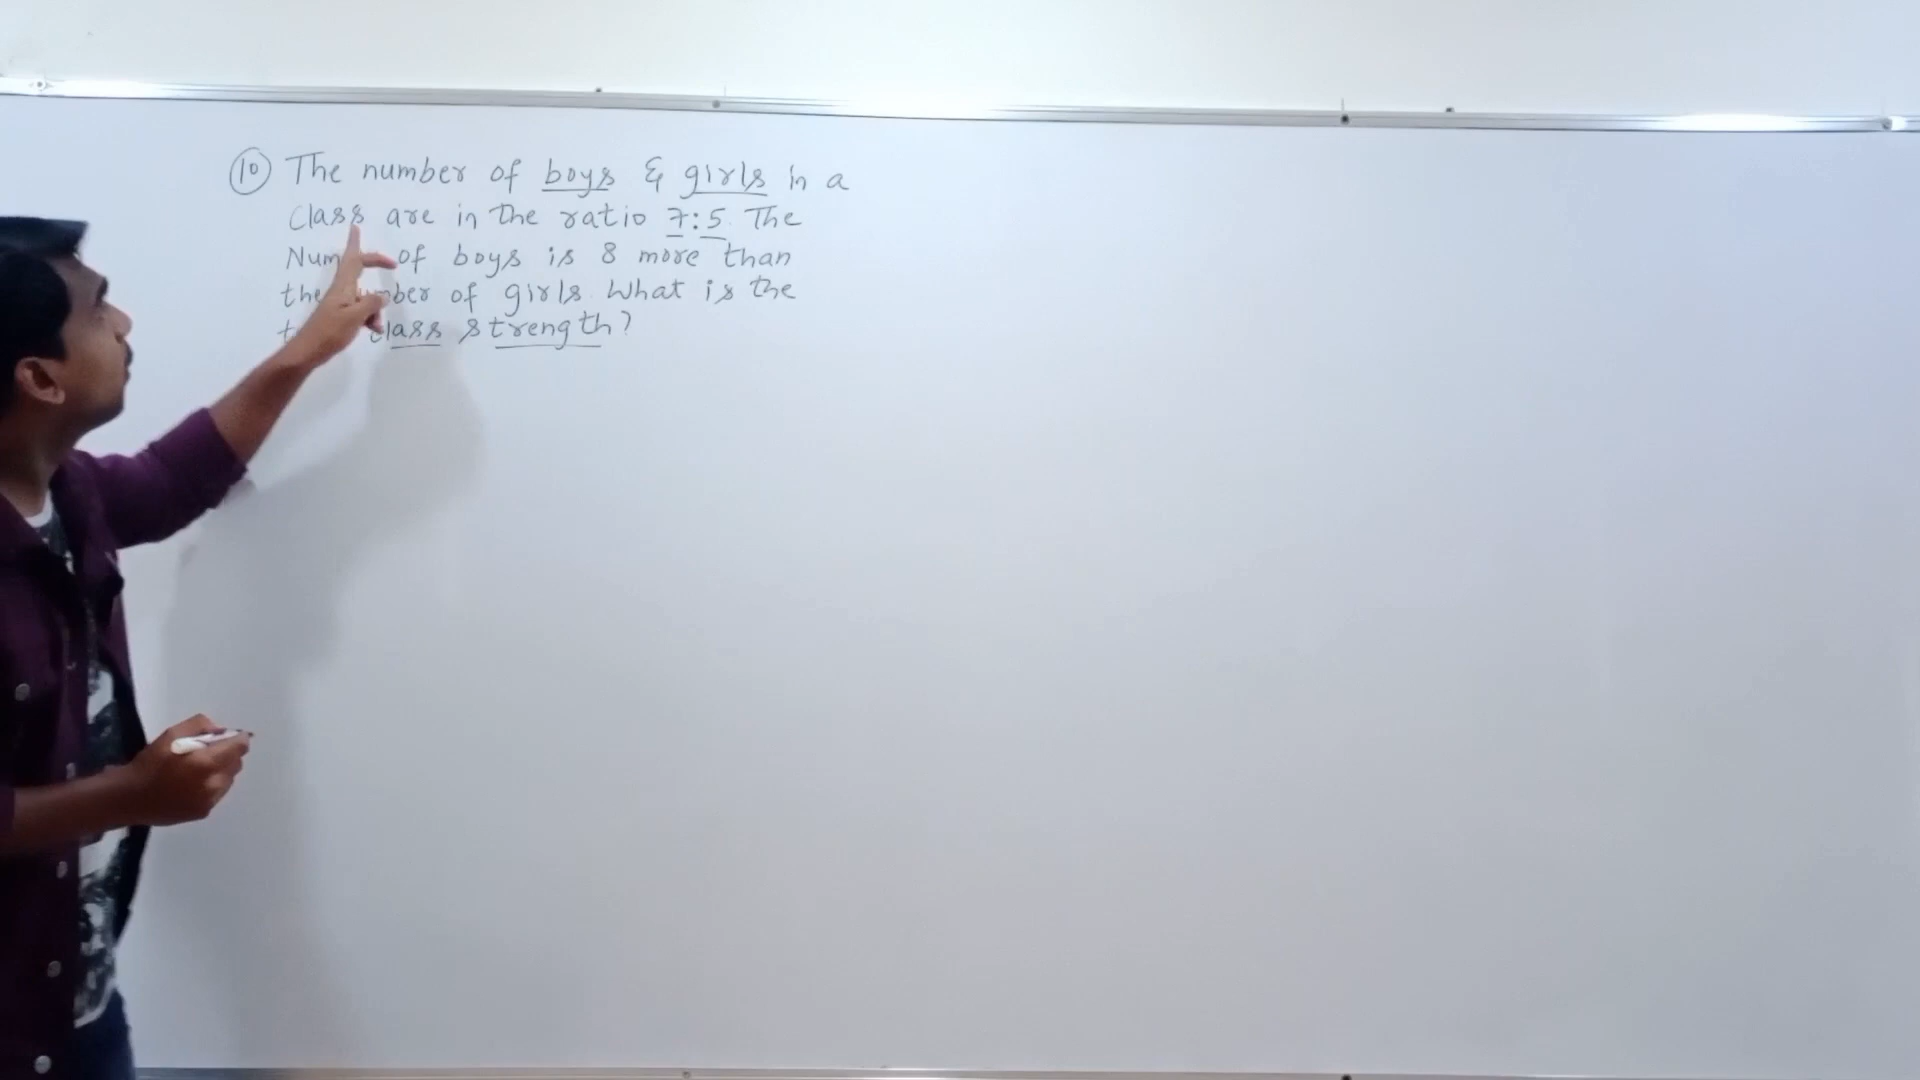 ⑩ The number of boys & girls in a
class are in the ratio 7:5. The
Num of boys is 8 more than
the mber of girls. What is the
t class strength?